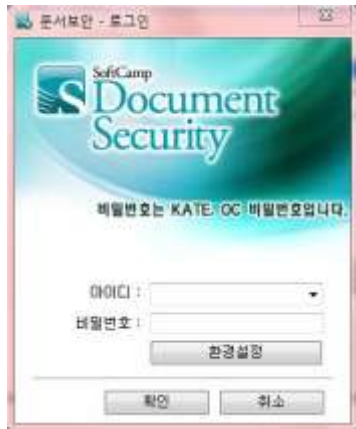 문서보안 - 로그인
SoftCamp
Document
Security
비밀번호는 KATE, OC 비밀번호입니다.
아이디 :
비밀번호 :
환경설정
확인 취소